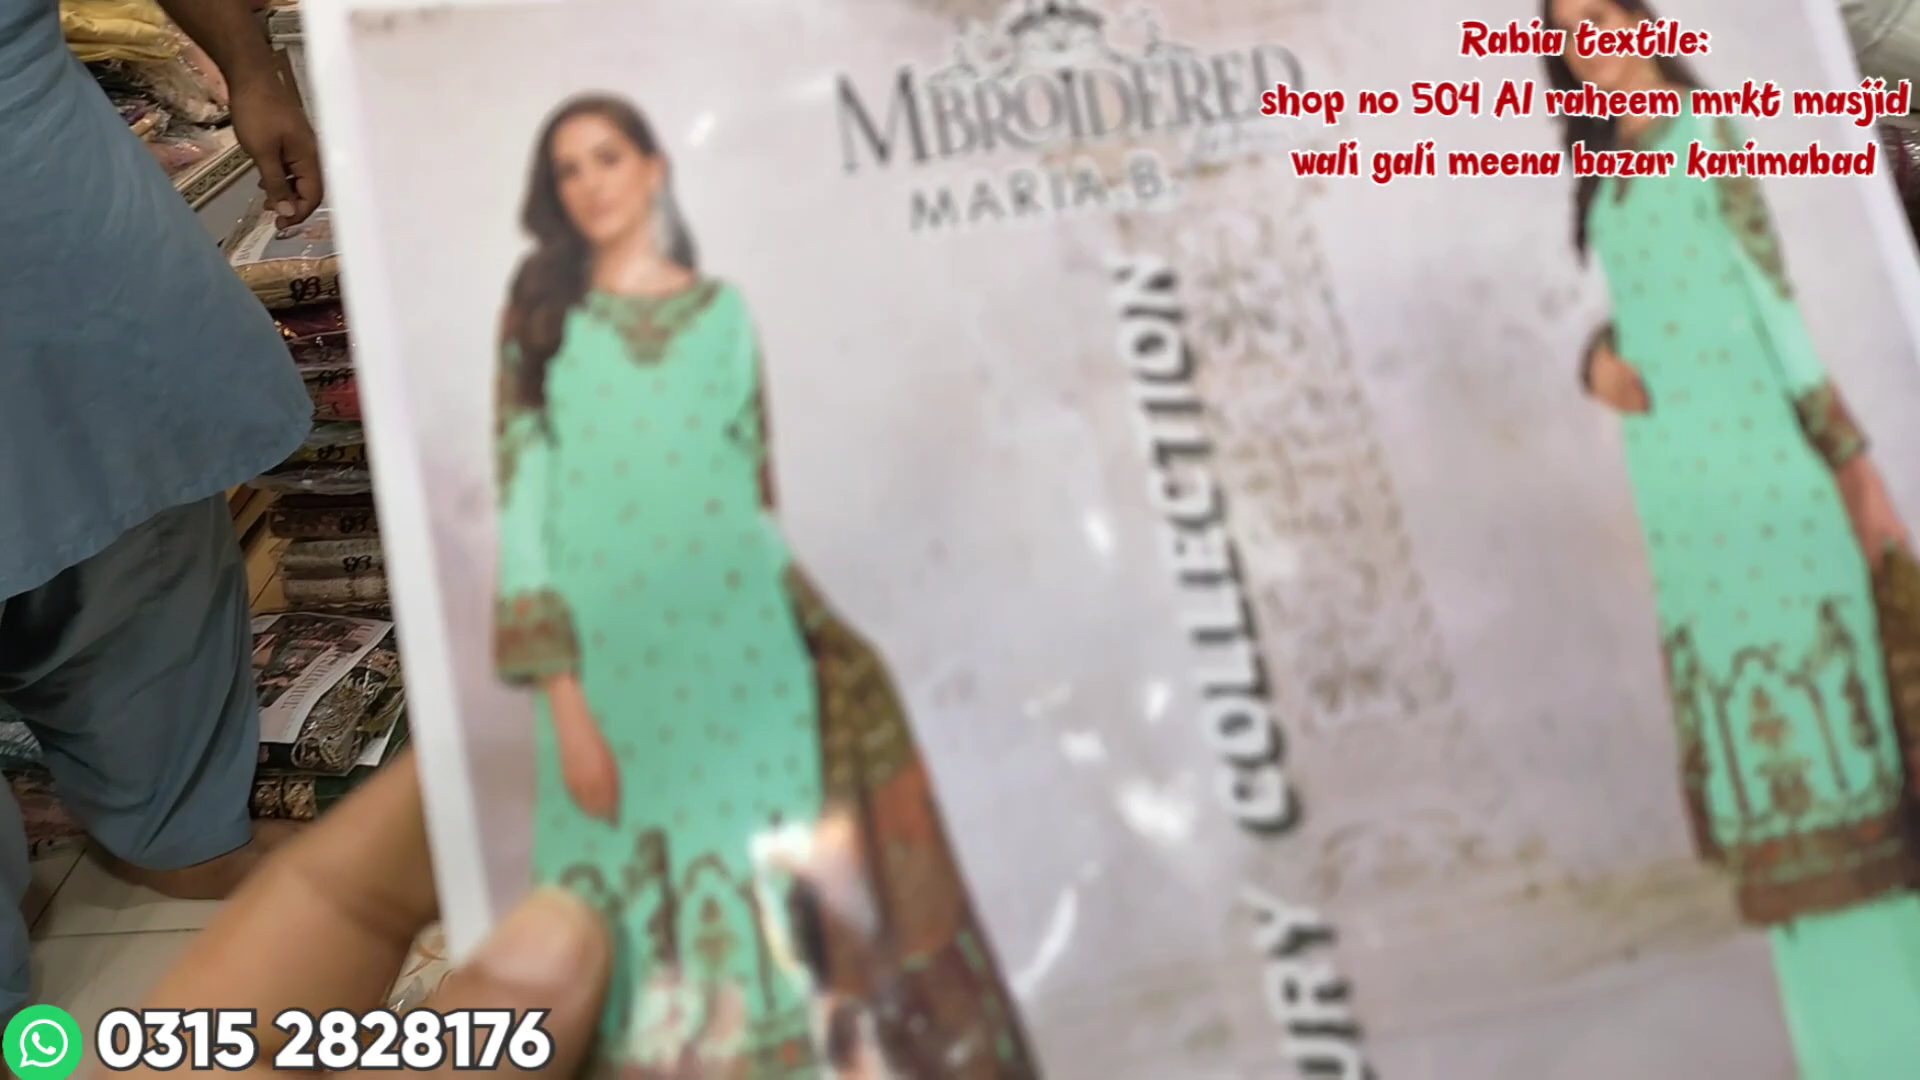 Rabia textile:
shop no 504 Al raheem mrkt masjid
wali gali meena bazar karimabad
MBROIDERED
MARIA.B.
COLLECTION
0315 2828176